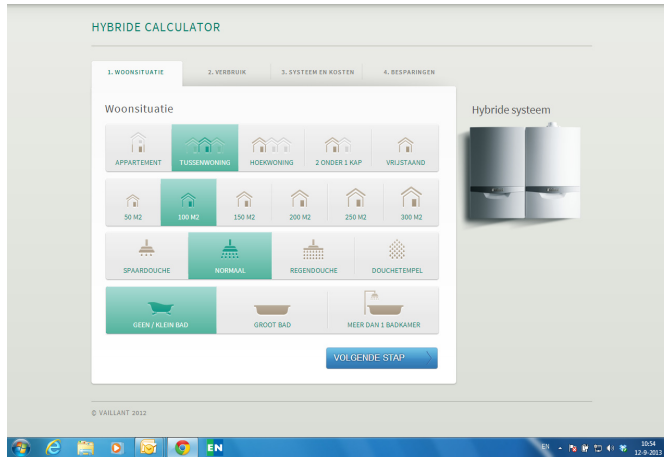 HYBRIDE CALCULATOR
1. WOONSITUATIE 2. VERBRUIK 3. SYSTEEM EN KOSTEN 4. BESPARINGEN
Woonsituatie
Hybride systeem
APPARTEMENT TUSSENWONING HOEKWONING 2 ONDER 1 KAP VRIJSTAAND
50 M2 100 M2 150 M2 200 M2 250 M2 300 M2
SPAARDOUCHE NORMAAL REGENDOUCHE DOUCHETEMPEL
GEEN / KLEIN BAD GROOT BAD MEER DAN 1 BADKAMER
VOLGENDE STAP
© VAILLANT 2012
EN EN 10:54
12-9-2013